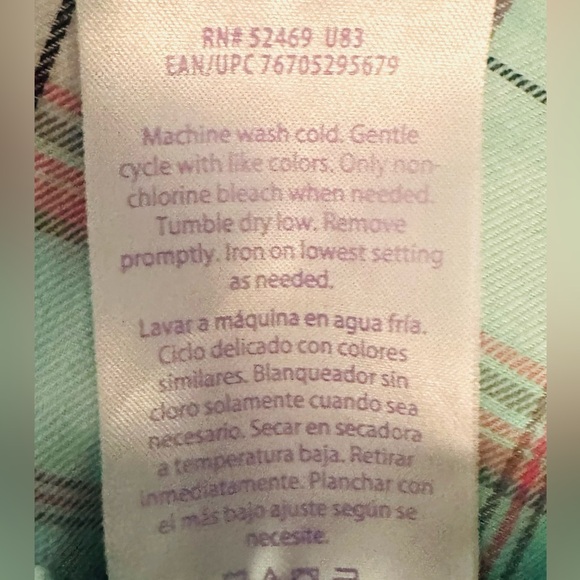 RN# 52469 U83
EAN/UPC 76705295679
Machine wash cold. Gentle
cycle with like colors. Only non-
chlorine bleach when needed.
Tumble dry low. Remove
promptly. Iron on lowest setting
as needed.
Lavar a máquina en agua fría.
Ciclo delicado con colores
similares. Blanqueador sin
cloro solamente cuando sea
necesario. Secar en secadora
a temperatura baja. Retirar
inmediatamente. Planchar con
el más bajo ajuste según se
necesite.